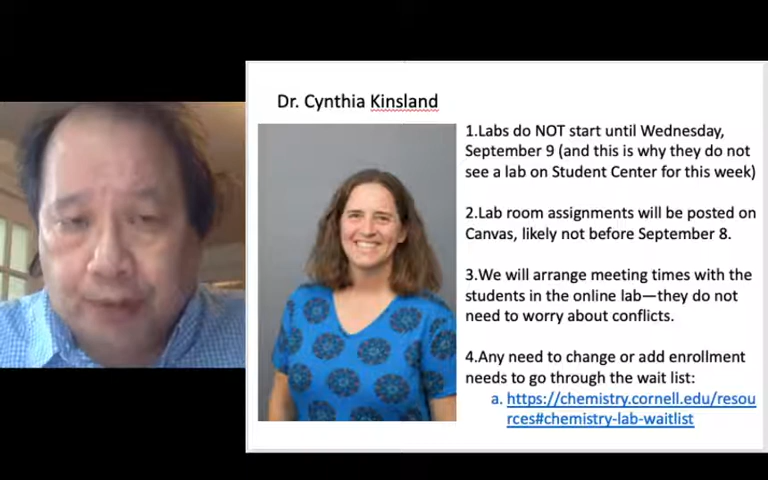 Dr. Cynthia Kinsland
1.Labs do NOT start until Wednesday,
September 9 (and this is why they do not
see a lab on Student Center for this week)
2.Lab room assignments will be posted on
Canvas, likely not before September 8.
3.We will arrange meeting times with the
students in the online lab—they do not
need to worry about conflicts.
4.Any need to change or add enrollment
needs to go through the wait list:
a. https://chemistry.cornell.edu/resou
rces#chemistry-lab-waitlist